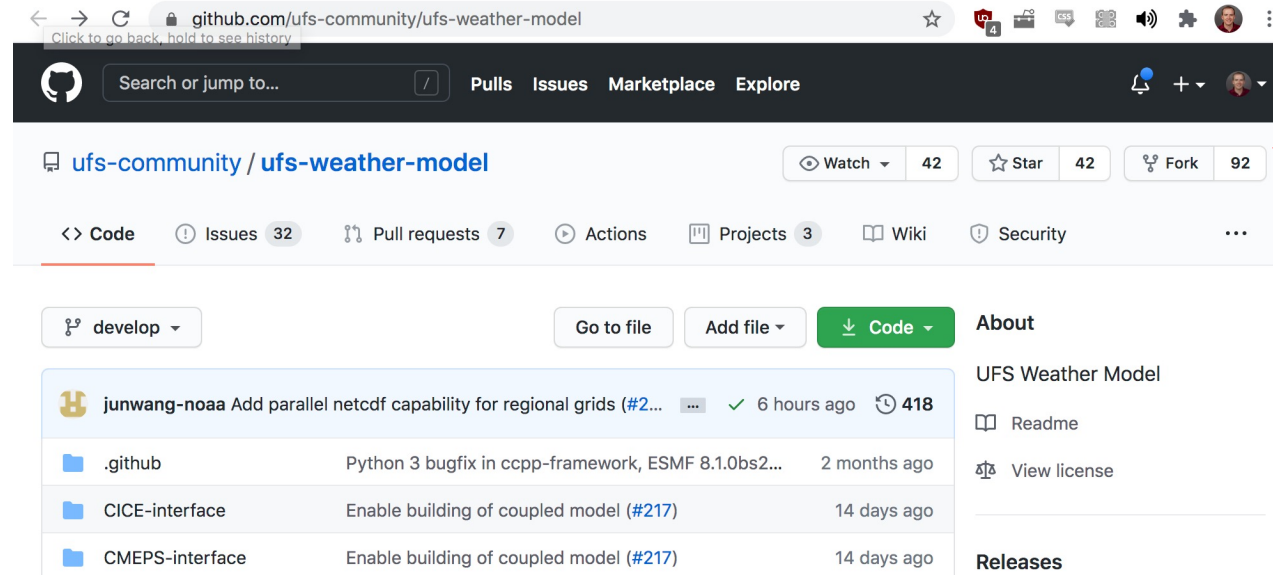 github.com/ufs-community/ufs-weather-model
4
Click to go back, hold to see history
Search or jump to... / Pulls Issues Marketplace Explore
ufs-community / ufs-weather-model Watch 42 Star 42 Fork 92
<> Code Issues 32 Pull requests 7 Actions Projects 3 Wiki Security ...
develop Go to file Add file Code About
UFS Weather Model
junwang-noaa Add parallel netcdf capability for regional grids (#2... ... 6 hours ago 418
Readme
.github Python 3 bugfix in ccpp-framework, ESMF 8.1.0bs2... 2 months ago
View license
CICE-interface Enable building of coupled model (#217) 14 days ago
CMEPS-interface Enable building of coupled model (#217) 14 days ago
Releases